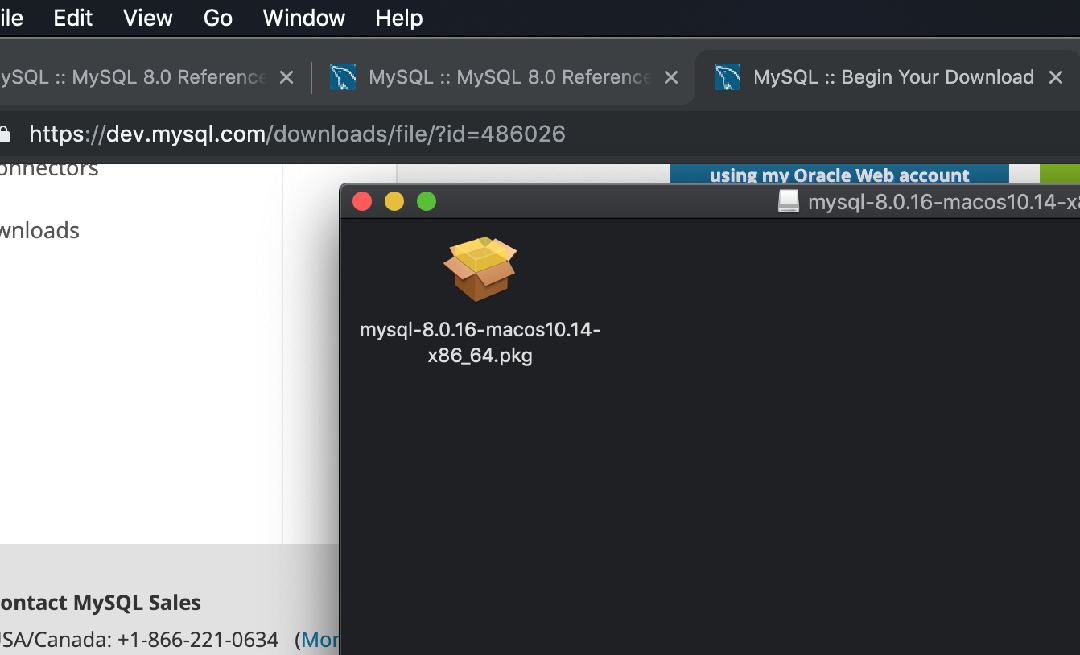 ile Edit View Go Window Help
ySQL :: MySQL 8.0 Reference
MySQL :: MySQL 8.0 Reference
MySQL :: Begin Your Download
https://dev.mysql.com/downloads/file/?id=486026
onnectors
using my Oracle Web account
mysql-8.0.16-macos10.14-x8
wnloads
mysql-8.0.16-macos10.14-
x86_64.pkg
ontact MySQL Sales
SA/Canada: +1-866-221-0634 (Mor